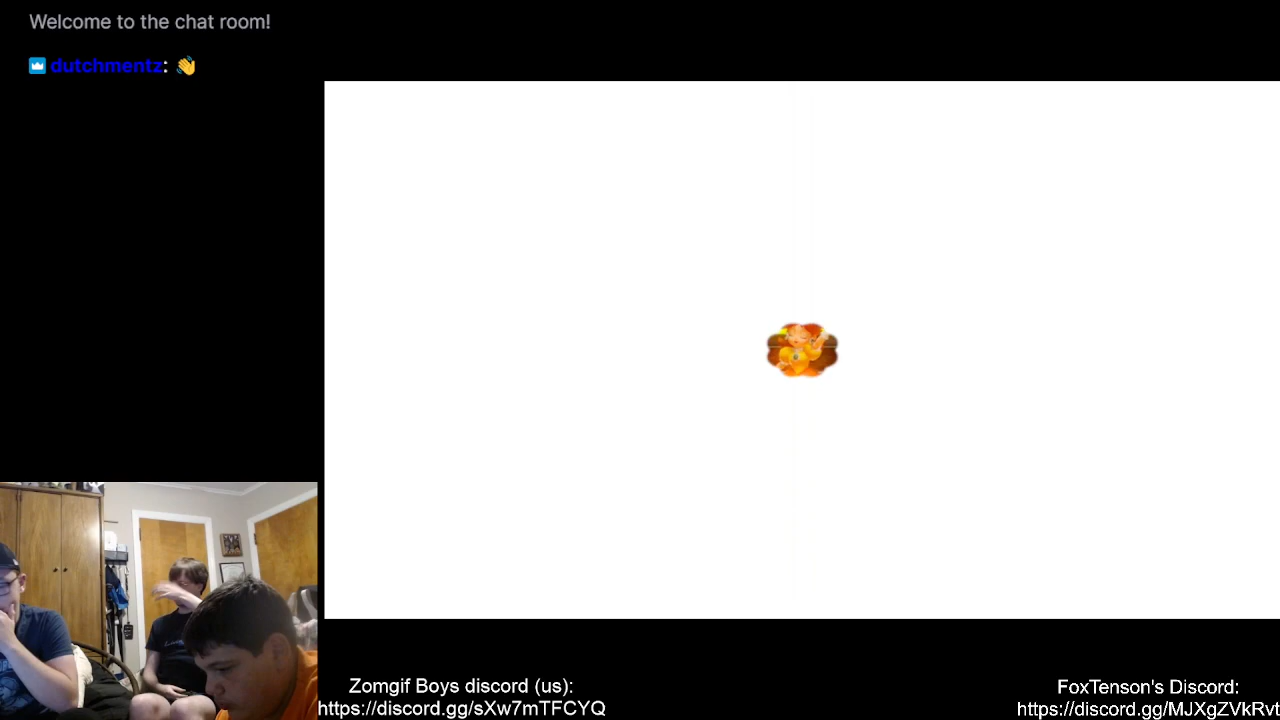 Welcome to the chat room!
dutchmentz: 👋
Zomgif Boys discord (us):
https://discord.gg/sXw7mTFCYQ
FoxTenson's Discord:
https://discord.gg/MJXgZVkRvt